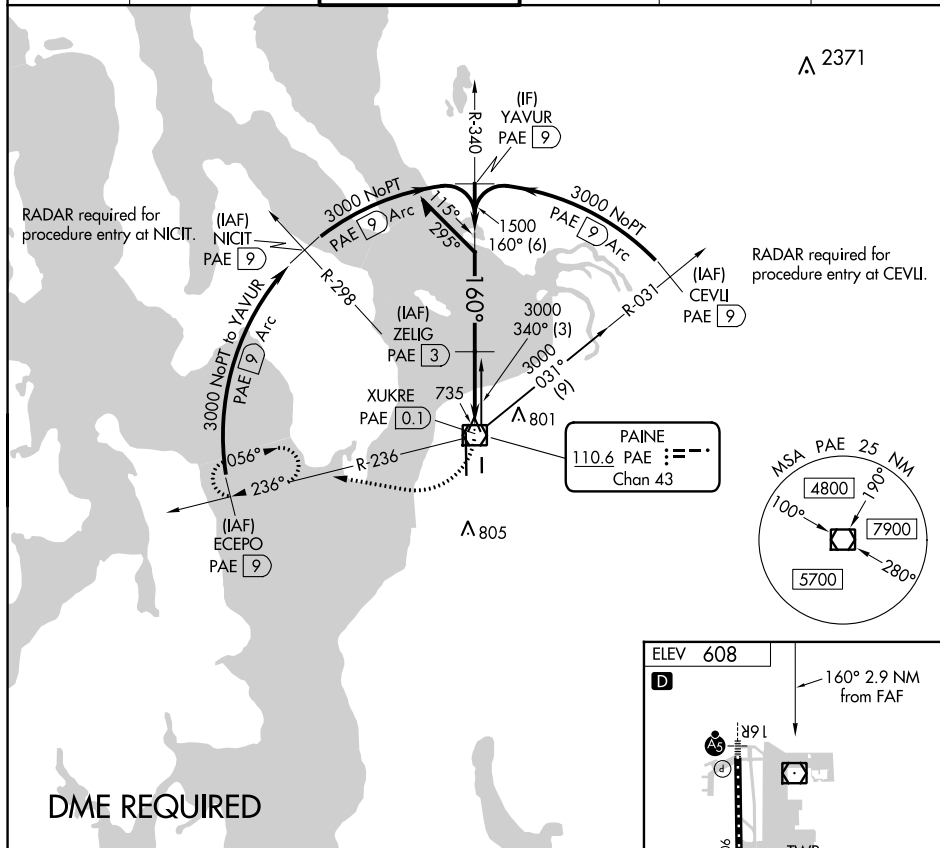 2371
(IF)
YAVUR
PAE 9
R-340
3000 NoPT
PAE 9 Arc
3000 NoPT
PAE 9 Arc
115°
295°
1500
160° (6)
RADAR required for
procedure entry at NICIT.
(IAF)
NICIT
PAE 9
R-298
RADAR required for
procedure entry at CEVLI.
(IAF)
CEVLI
PAE 9
R-031
160°
3000 NoPT to YAVUR
PAE 9 Arc
(IAF)
ZELIG
PAE 3
3000
340° (3)
3000
031°
(9)
XUKRE
PAE 0.1
735
801
PAINE
110.6 PAE
Chan 43
056°
236°
R-236
(IAF)
ECEPO
PAE 9
805
MSA PAE 25 NM
4800
190°
100°
7900
280°
5700
ELEV 608
D
160° 2.9 NM
from FAF
16R
A5
P
TWR
DME REQUIRED